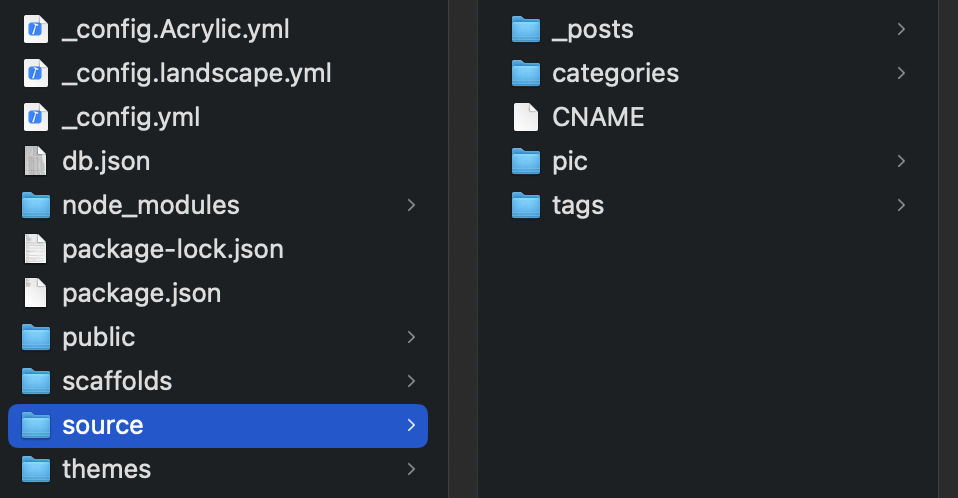 _config.Acrylic.yml
_config.landscape.yml
_config.yml
db.json
node_modules
package-lock.json
package.json
public
scaffolds
source
themes
_posts
categories
CNAME
pic
tags